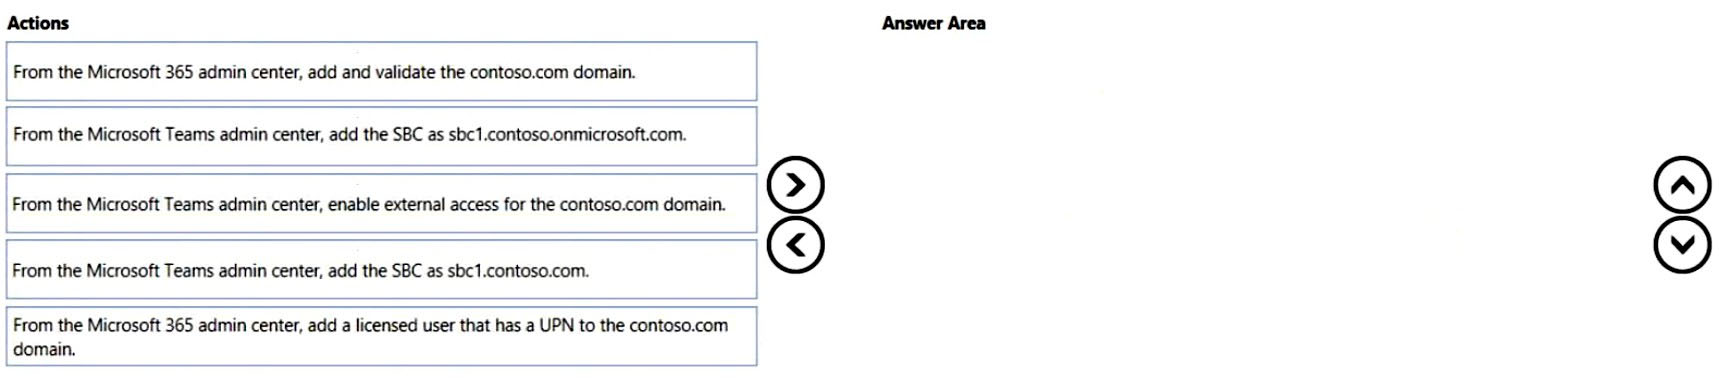 Actions
Answer Area
From the Microsoft 365 admin center, add and validate the contoso.com domain.
From the Microsoft Teams admin center, add the SBC as sbc1.contoso.onmicrosoft.com.
From the Microsoft Teams admin center, enable external access for the contoso.com domain.
From the Microsoft Teams admin center, add the SBC as sbc1.contoso.com.
From the Microsoft 365 admin center, add a licensed user that has a UPN to the contoso.com
domain.